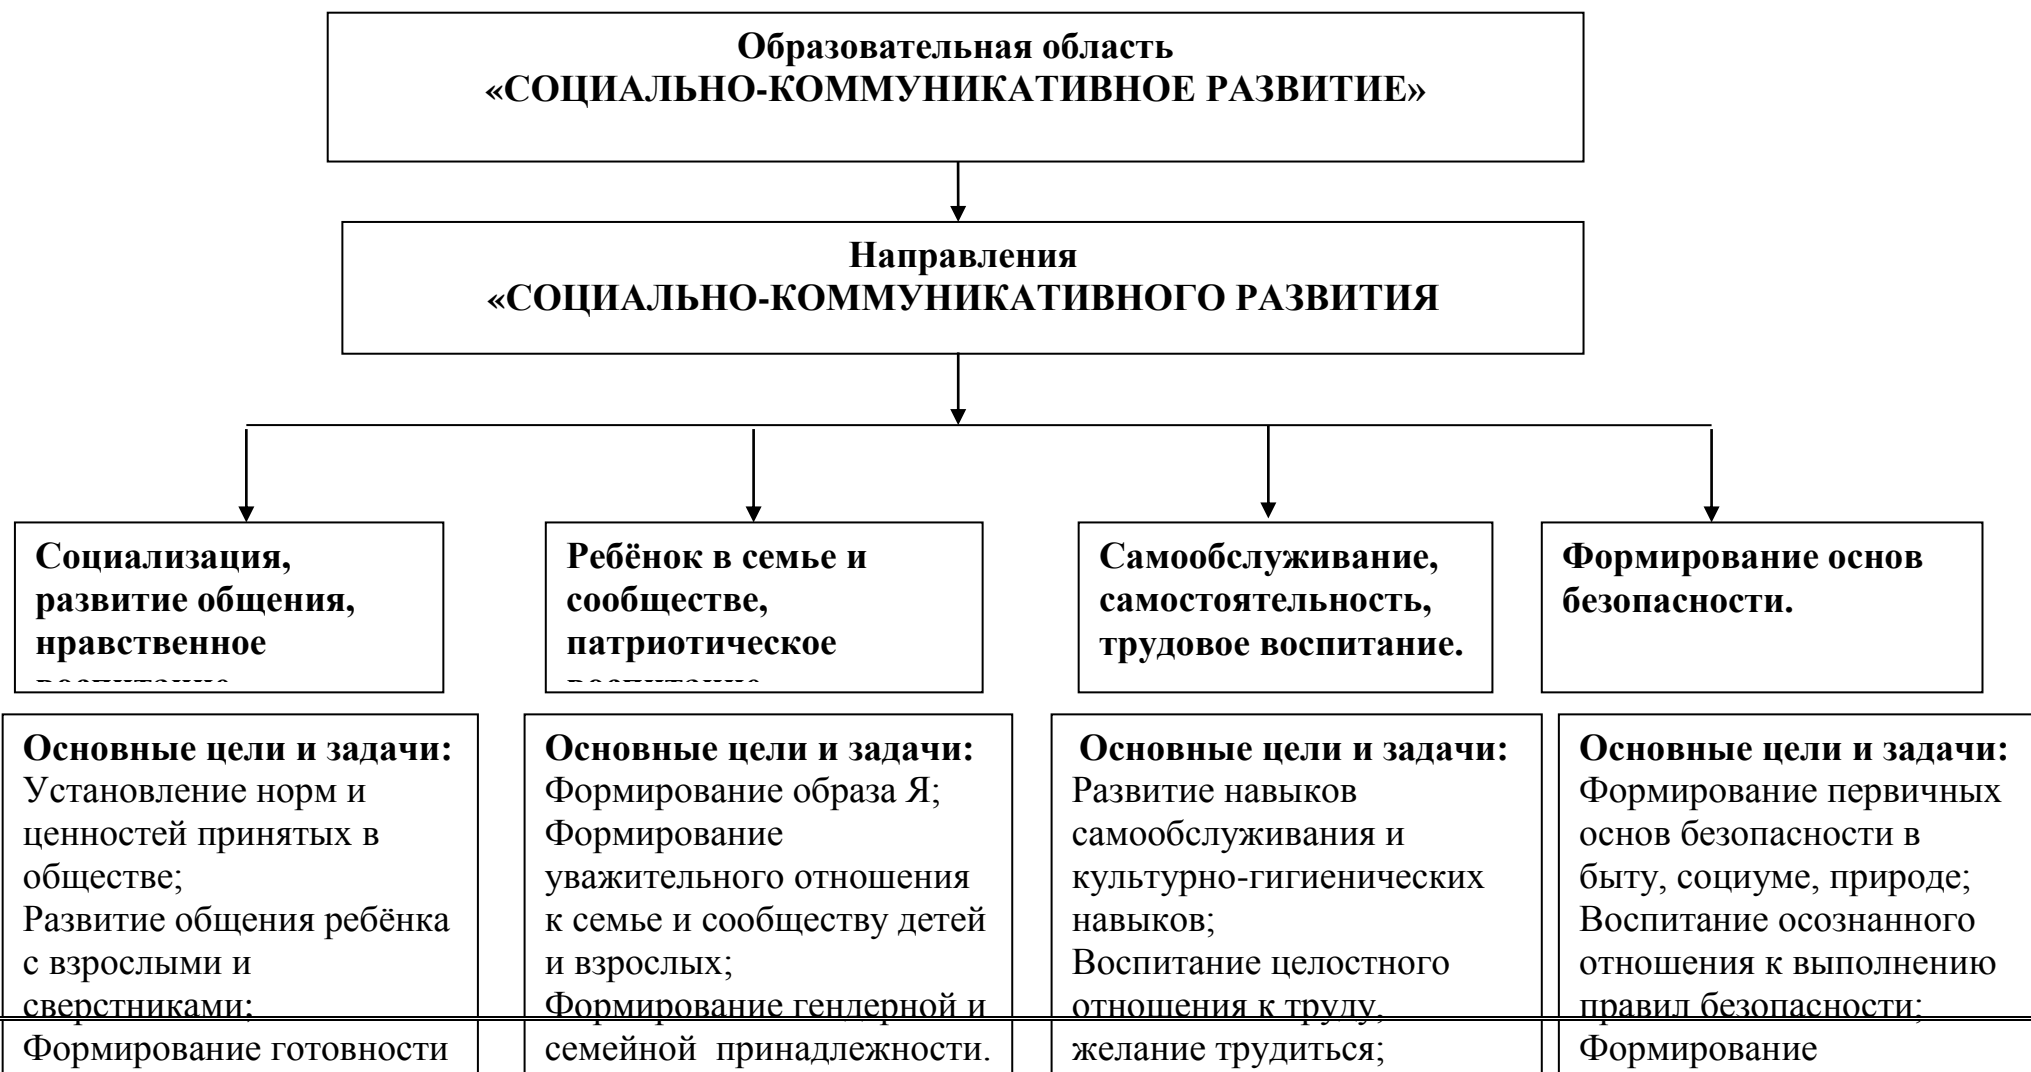 Образовательная область
«СОЦИАЛЬНО-КОММУНИКАТИВНОЕ РАЗВИТИЕ»
Направления
«СОЦИАЛЬНО-КОММУНИКАТИВНОГО РАЗВИТИЯ
Социализация,
развитие общения,
нравственное
Ребёнок в семье и
сообществе,
патриотическое
Самообслуживание,
самостоятельность,
трудовое воспитание.
Формирование основ
безопасности.
Основные цели и задачи:
Установление норм и
ценностей принятых в
обществе;
Развитие общения ребёнка
с взрослыми и
сверстниками;
Формирование готовности
Основные цели и задачи:
Формирование образа Я;
Формирование
уважительного отношения
к семье и сообществу детей
и взрослых;
Формирование гендерной и
семейной принадлежности.
Основные цели и задачи:
Развитие навыков
самообслуживания и
культурно-гигиенических
навыков;
Воспитание целостного
отношения к труду,
желание трудиться;
Основные цели и задачи:
Формирование первичных
основ безопасности в
быту, социуме, природе;
Воспитание осознанного
отношения к выполнению
правил безопасности;
Формирование